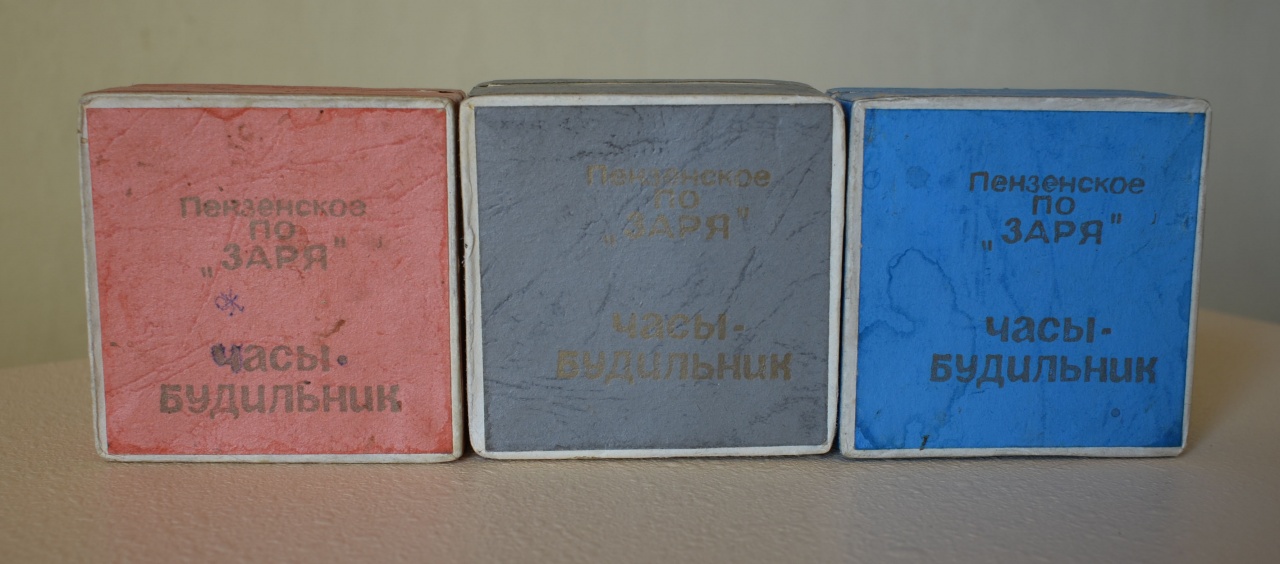 Пензенское
ПО
„ЗАРЯ"
часы-
будильник
Пензенское
ПО
„ЗАРЯ"
часы-
будильник
Пензенское
ПО
„ЗАРЯ"
часы-
будильник